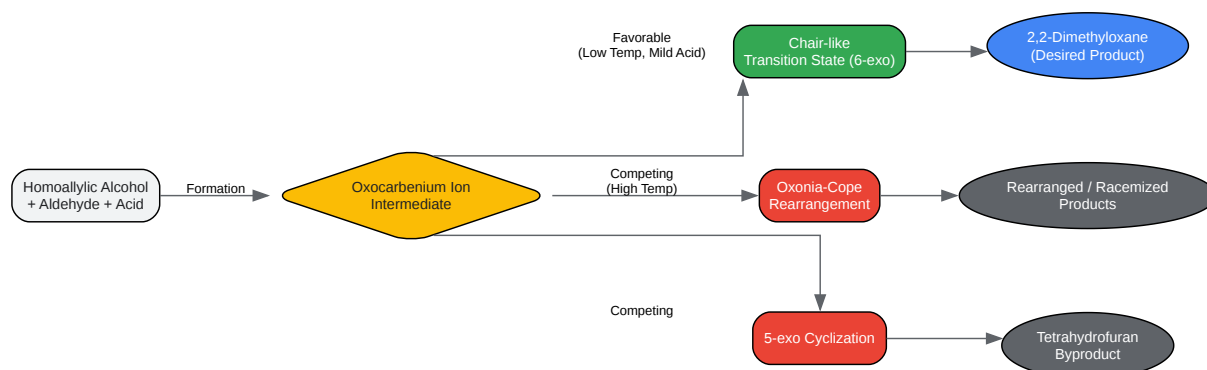 Favorable
(Low Temp, Mild Acid)
Chair-like
Transition State (6-exo)
2,2-Dimethyloxane
(Desired Product)
Homoallylic Alcohol
+ Aldehyde + Acid
Formation
Oxocarbenium Ion
Intermediate
Competing
(High Temp)
Oxonia-Cope
Rearrangement
Rearranged / Racemized
Products
Competing
5-exo Cyclization
Tetrahydrofuran
Byproduct